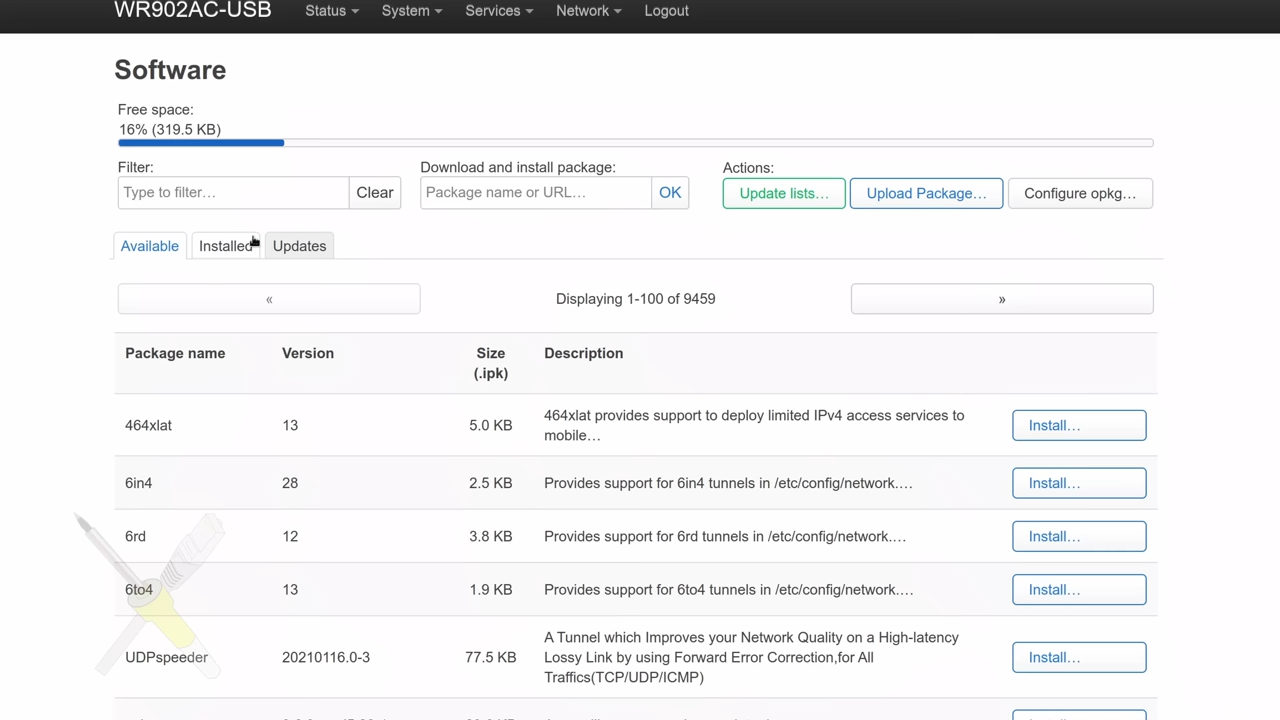 WR902AC-USB
Status System Services Network Logout
Software
Free space:
16% (319.5 KB)
Filter: Download and install package: Actions:
Type to filter… Clear Package name or URL… OK Update lists… Upload Package… Configure opkg…
Available Installed Updates
« Displaying 1-100 of 9459 »
Package name Version Size (.ipk) Description
464xlat 13 5.0 KB 464xlat provides support to deploy limited IPv4 access services to
mobile… Install…
6in4 28 2.5 KB Provides support for 6in4 tunnels in /etc/config/network.… Install…
6rd 12 3.8 KB Provides support for 6rd tunnels in /etc/config/network.… Install…
6to4 13 1.9 KB Provides support for 6to4 tunnels in /etc/config/network.… Install…
UDPspeeder 20210116.0-3 77.5 KB A Tunnel which Improves your Network Quality on a High-latency
Lossy Link by using Forward Error Correction,for All
Traffics(TCP/UDP/ICMP) Install…